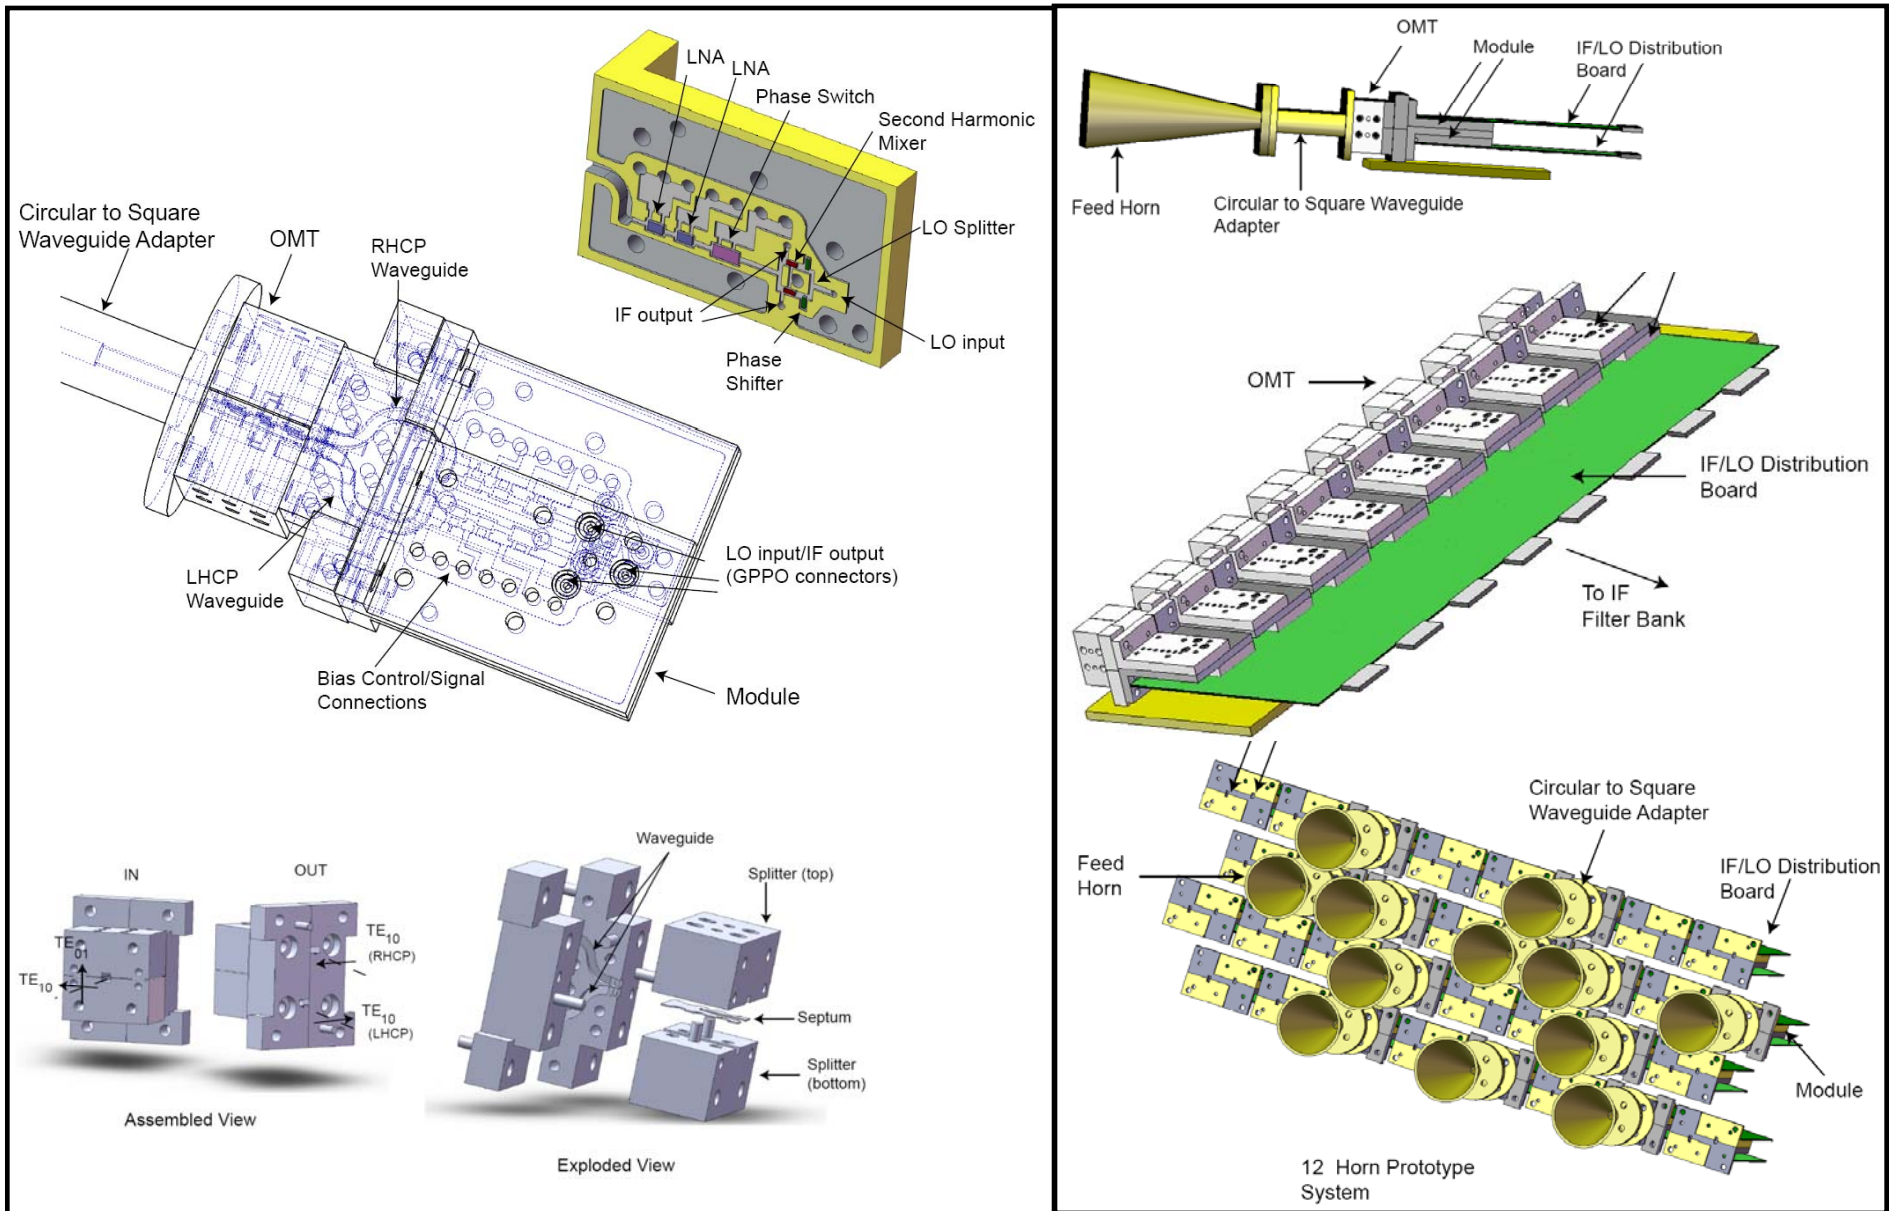 LNA
LNA
Phase Switch
Second Harmonic
Mixer
LO Splitter
IF output
LO input
Phase
Shifter
Circular to Square
Waveguide Adapter
OMT
RHCP
Waveguide
LHCP
Waveguide
LO input/IF output
(GPPO connectors)
Bias Control/Signal
Connections
Module
IN
OUT
TE01
TE10
TE10
(RHCP)
TE10
(LHCP)
Assembled View
Waveguide
Splitter (top)
Septum
Splitter
(bottom)
Exploded View
OMT
Module
IF/LO Distribution
Board
Feed Horn
Circular to Square Waveguide
Adapter
OMT
IF/LO Distribution
Board
To IF
Filter Bank
Circular to Square
Waveguide Adapter
Feed
Horn
IF/LO Distribution
Board
Module
12 Horn Prototype
System